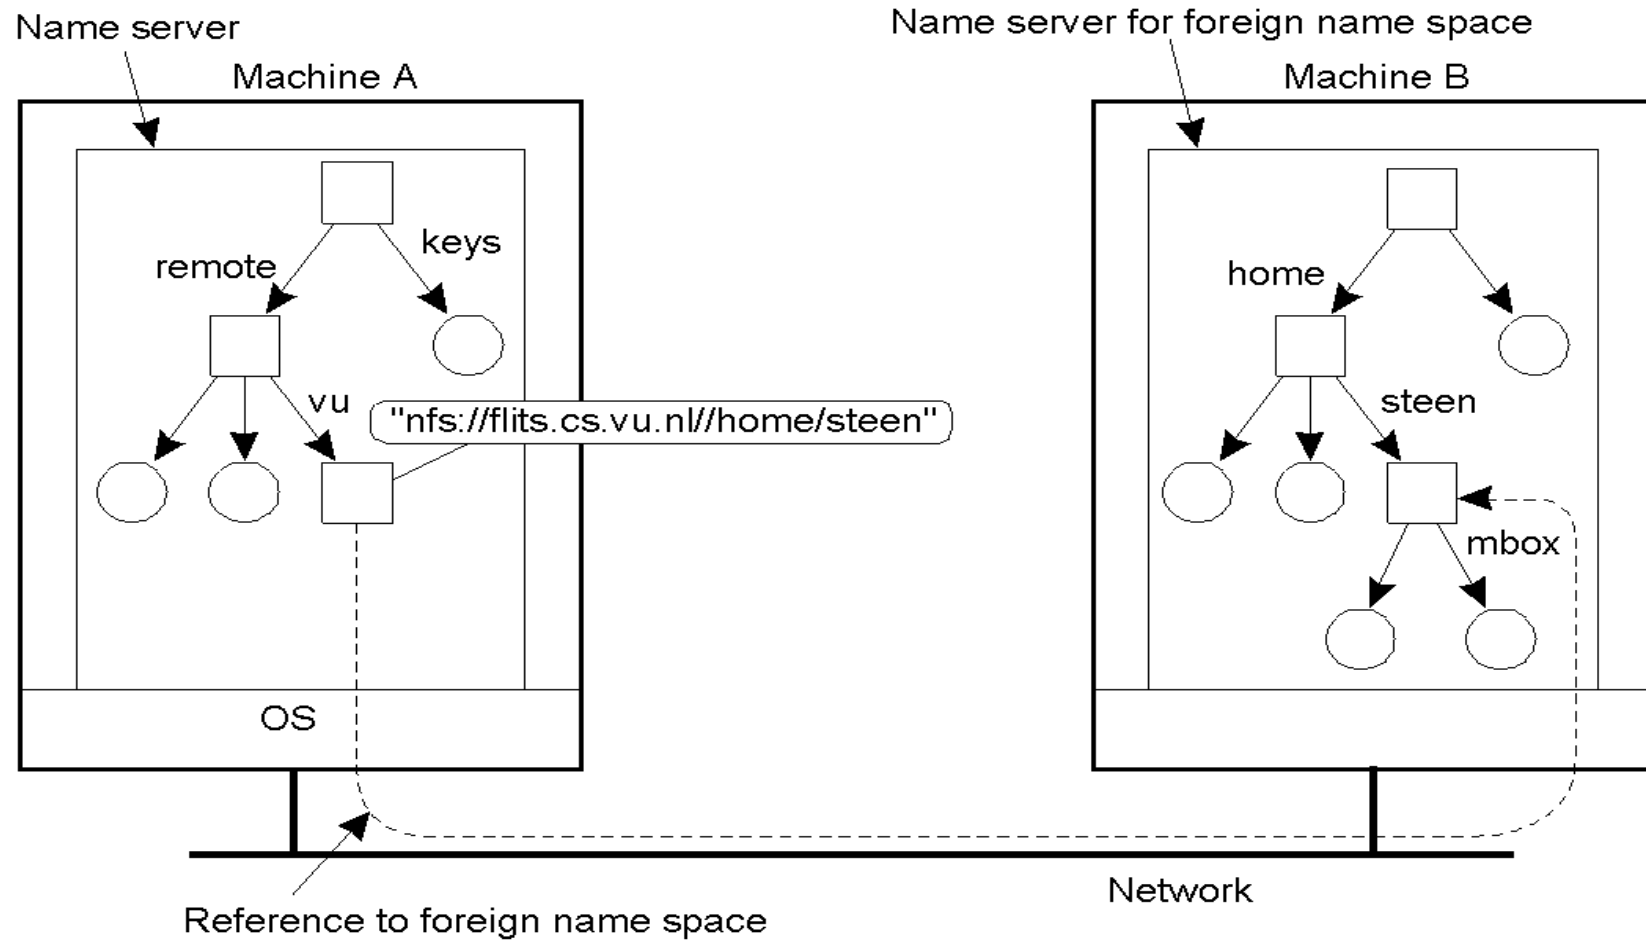 Name server
Name server for foreign name space
Machine A
Machine B
keys
remote
home
vu
"nfs://flits.cs.vu.nl//home/steen"
steen
mbox
OS
Network
Reference to foreign name space